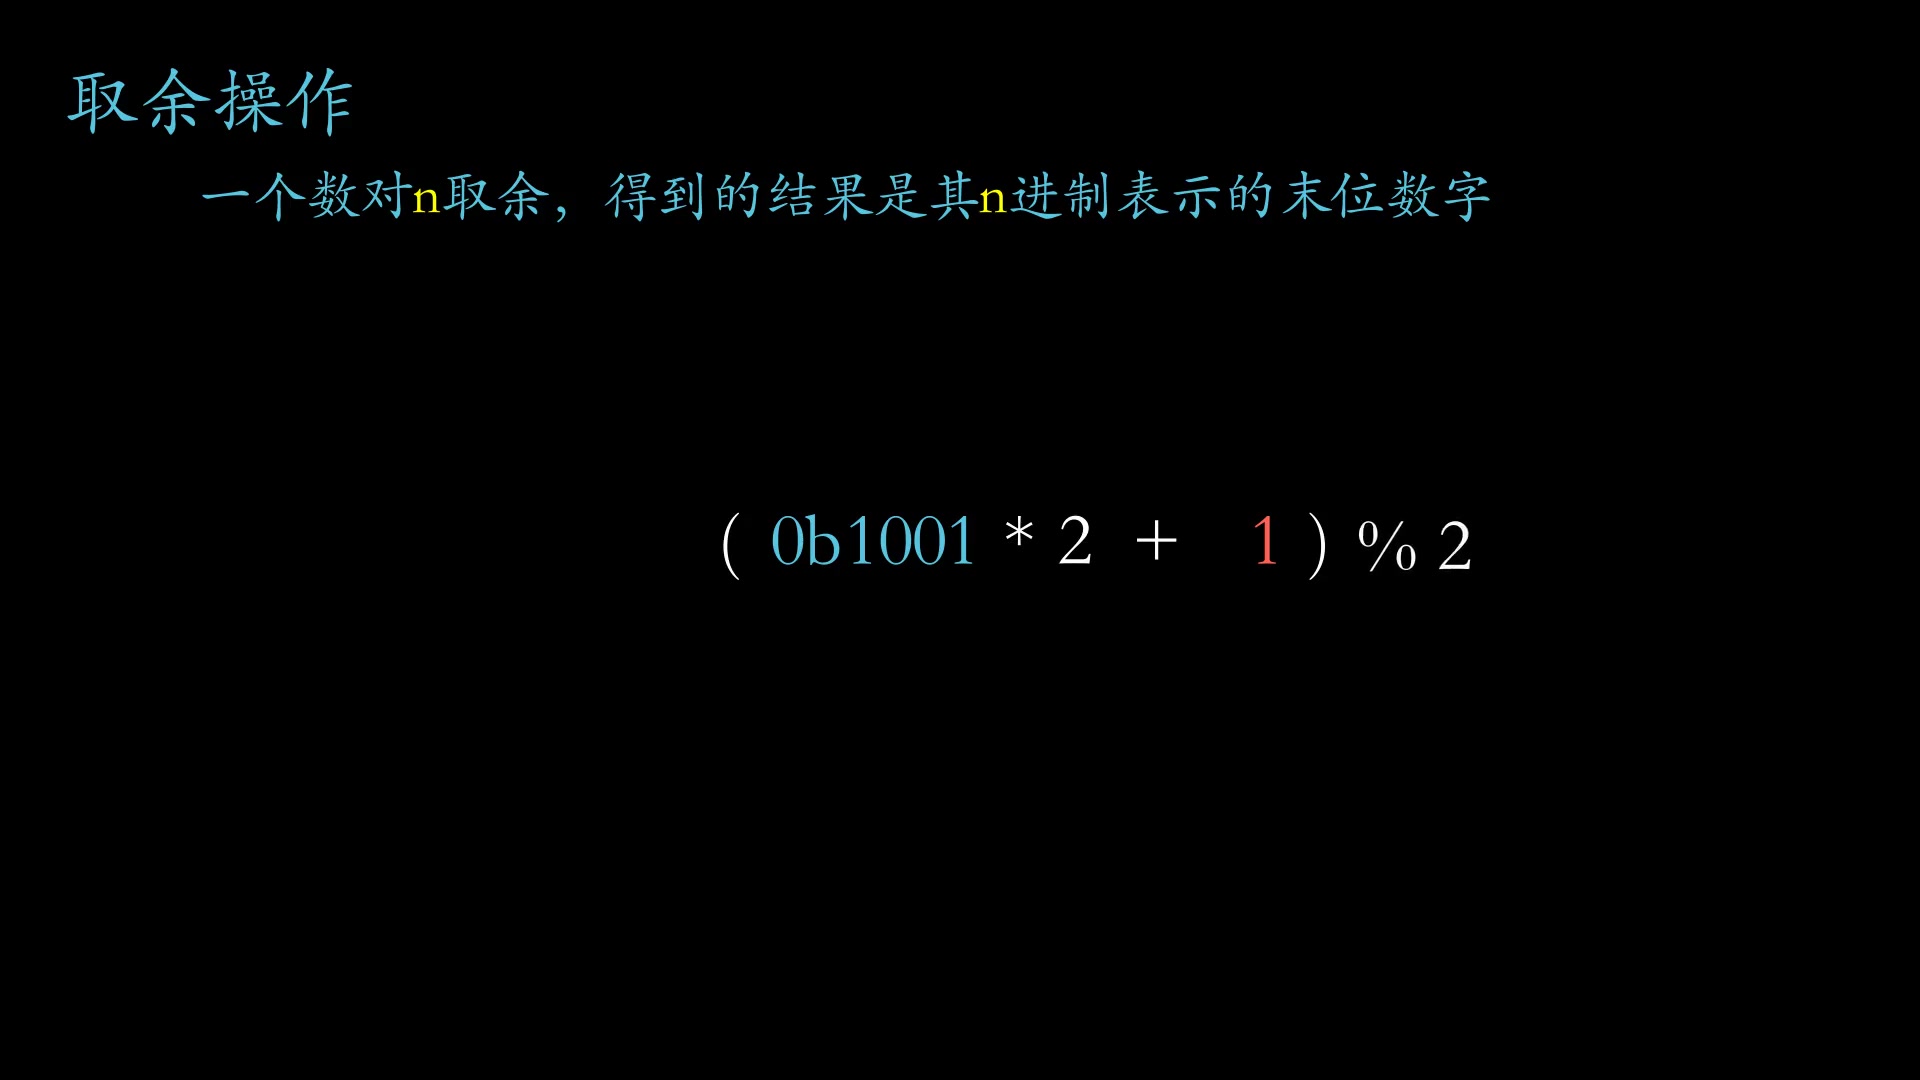 取余操作
一个数对n取余，得到的结果是其n进制表示的末位数字
( 0b1001 * 2 + 1 ) % 2